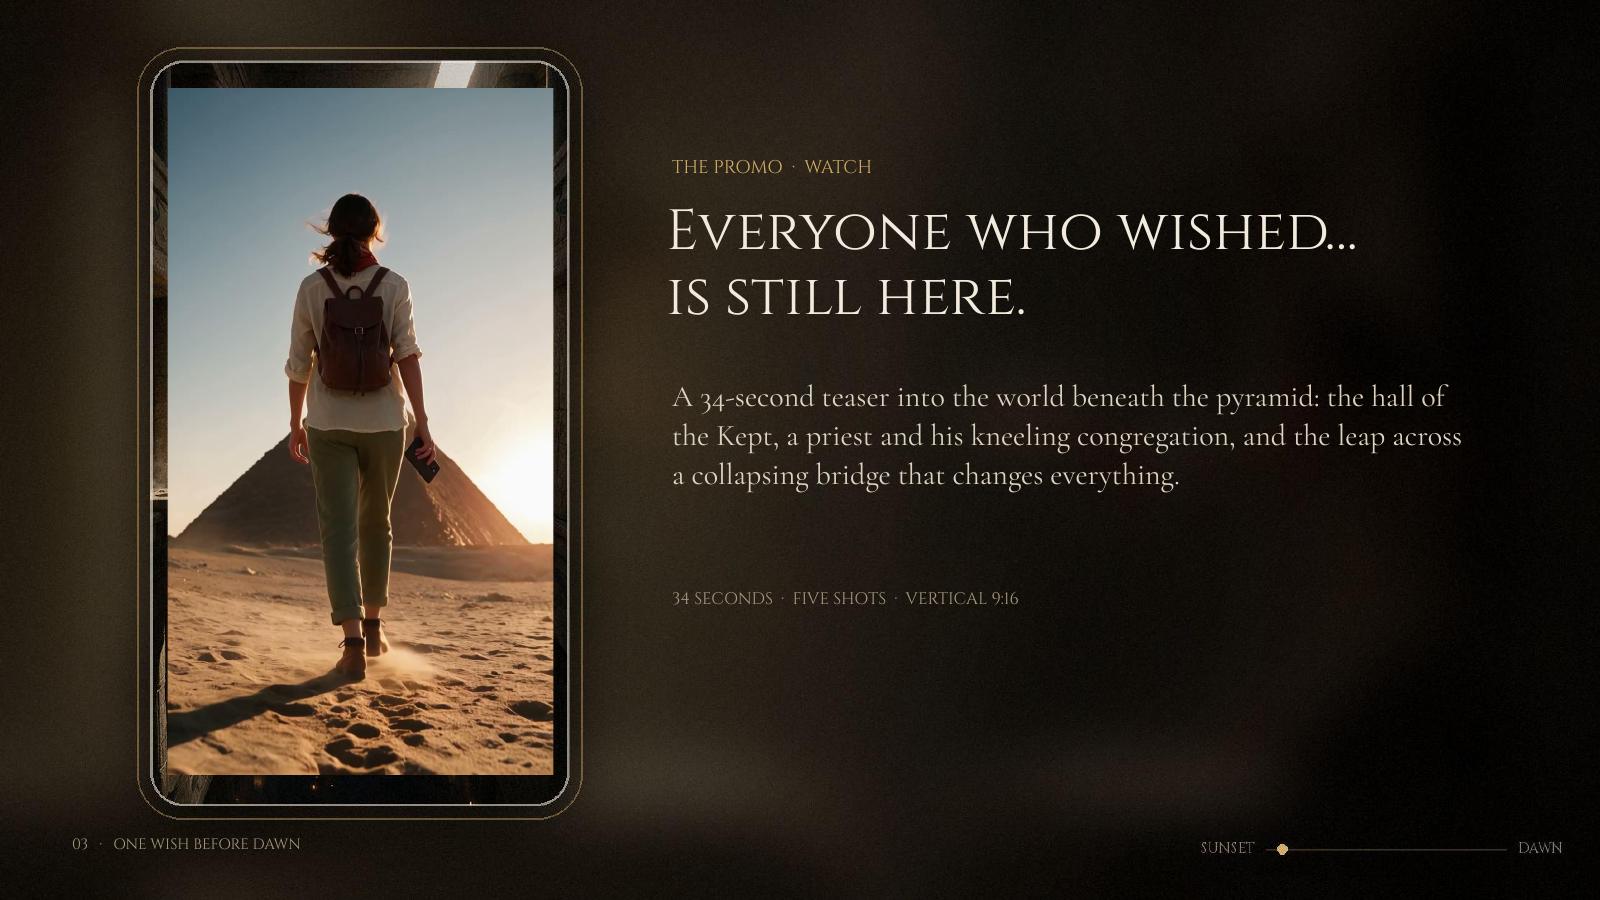 THE PROMO · WATCH
EVERYONE WHO WISHED...
IS STILL HERE.
A 34-second teaser into the world beneath the pyramid: the hall of
the Kept, a priest and his kneeling congregation, and the leap across
a collapsing bridge that changes everything.
34 SECONDS · FIVE SHOTS · VERTICAL 9:16
03 · ONE WISH BEFORE DAWN
SUNSET DAWN